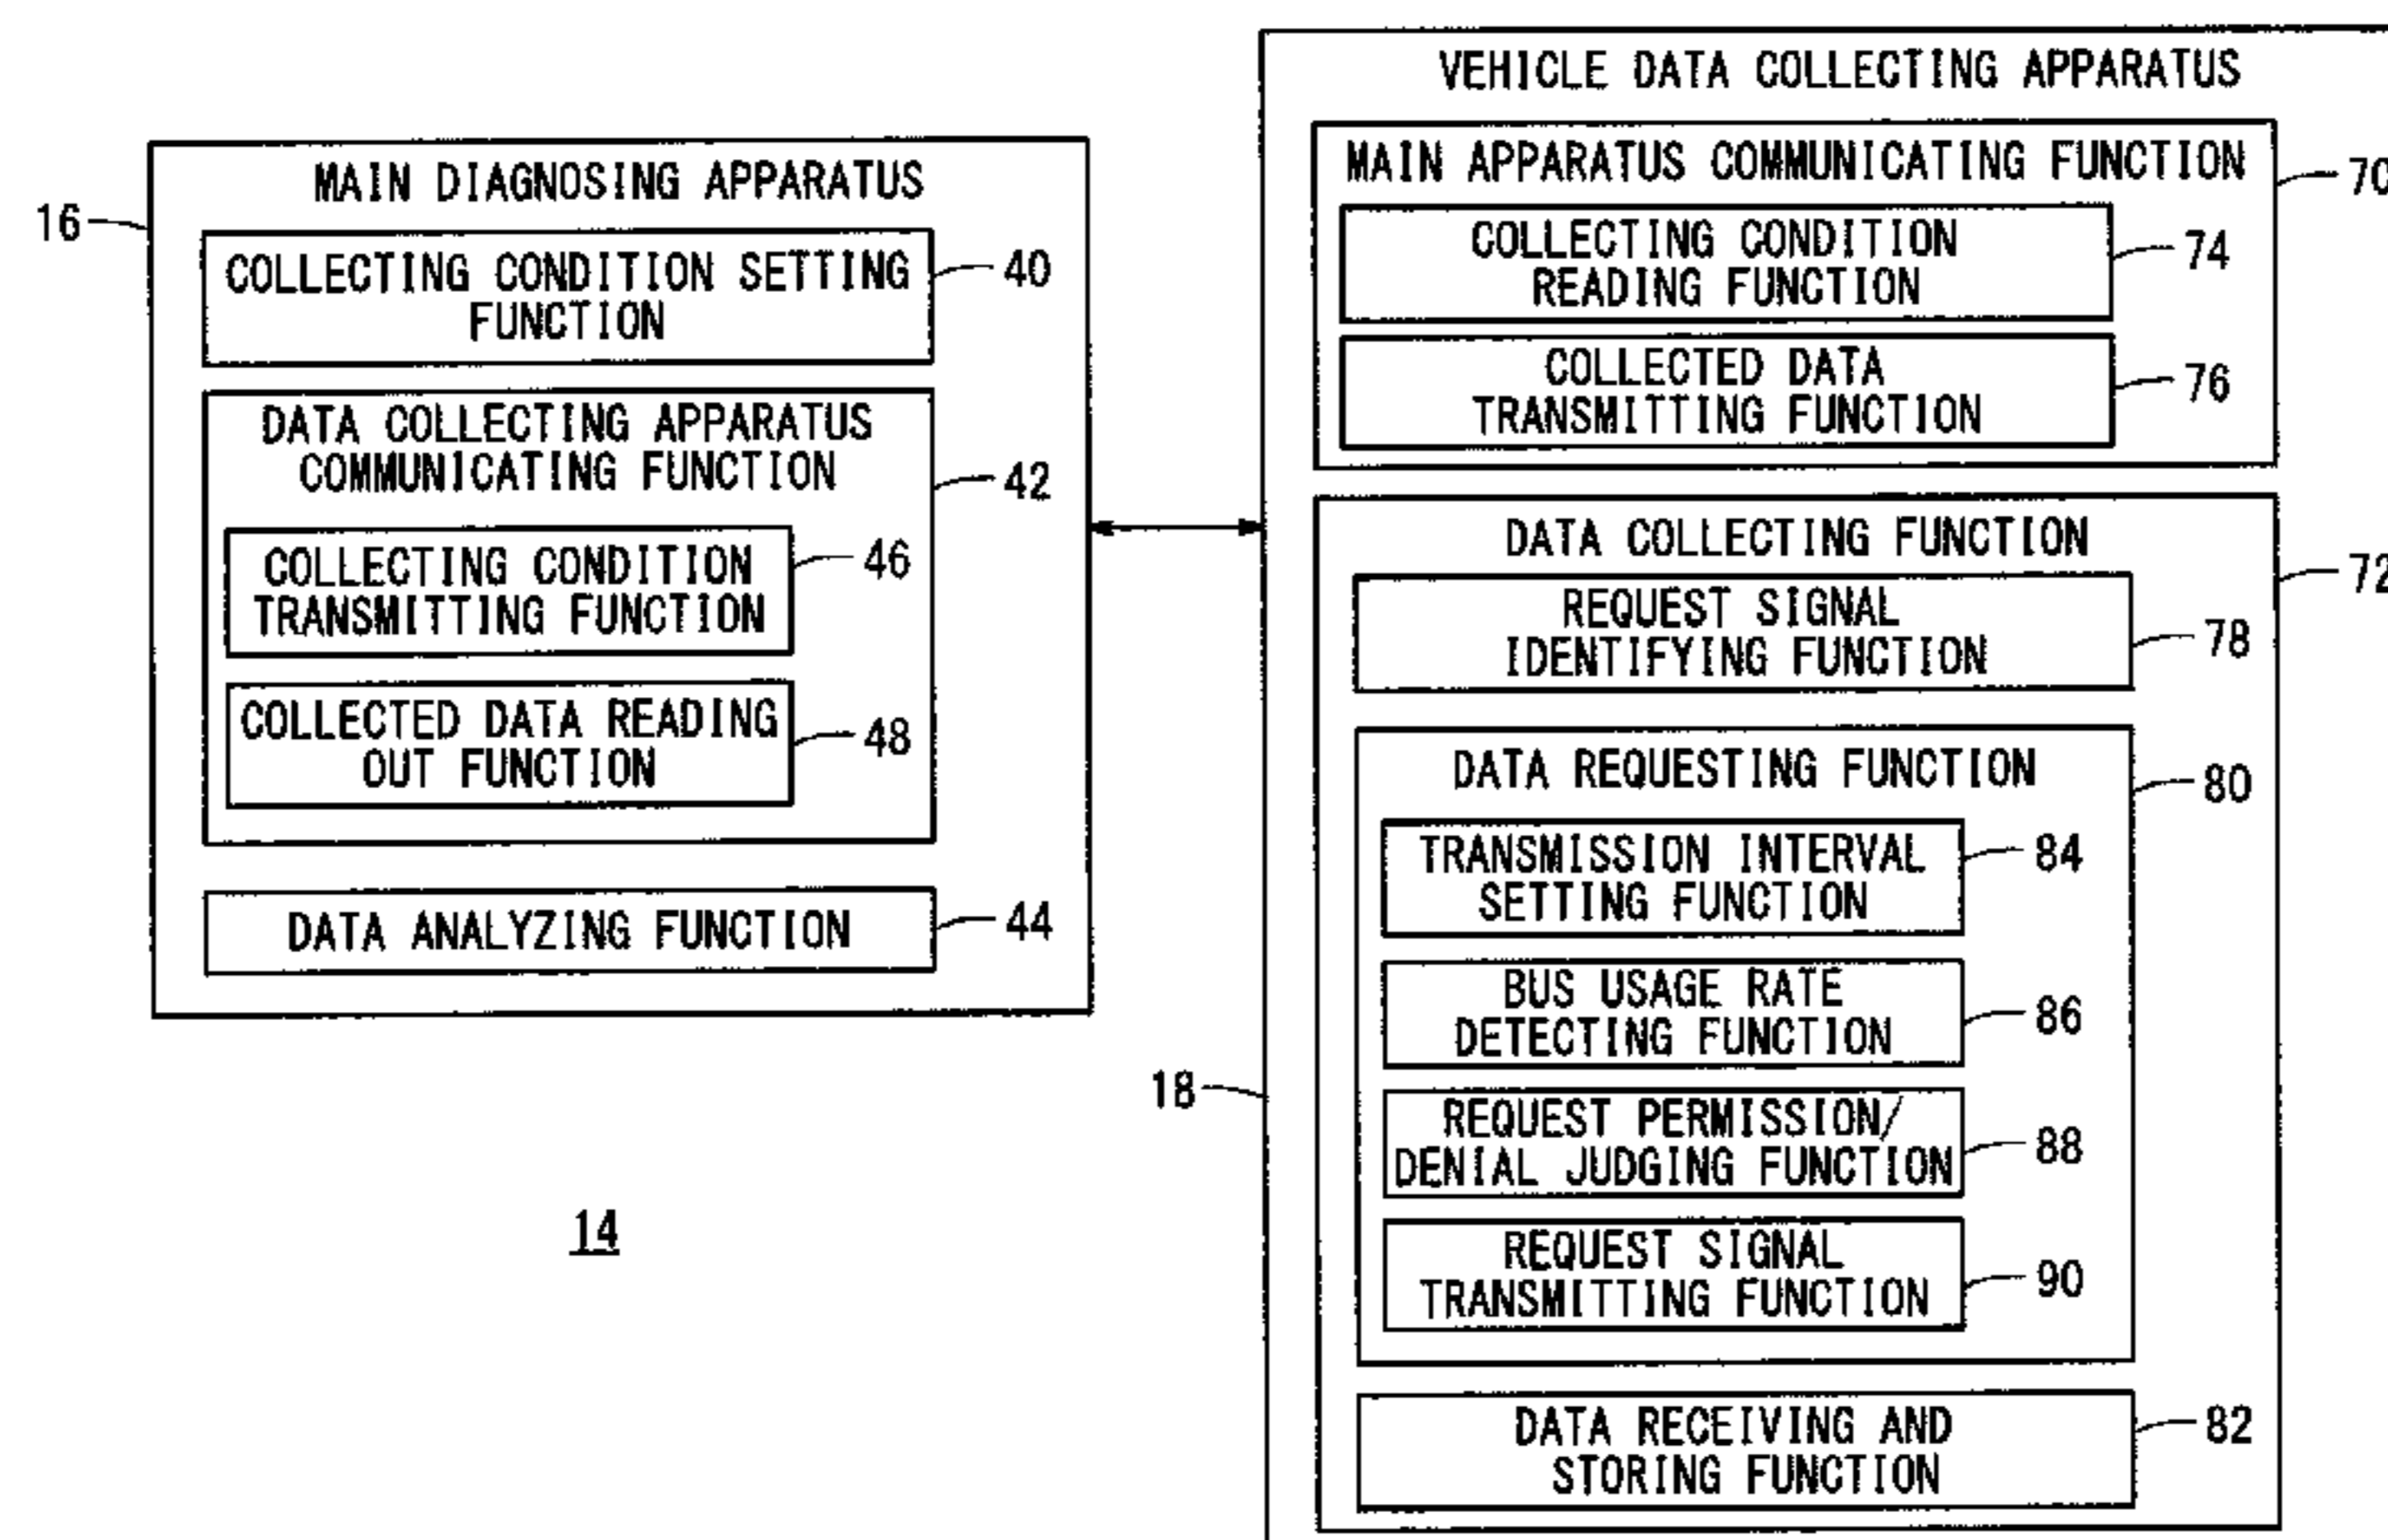 MAIN DIAGNOSING APPARATUS
16
COLLECTING CONDITION SETTING
FUNCTION
40
DATA COLLECTING APPARATUS
COMMUNICATING FUNCTION
42
COLLECTING CONDITION
TRANSMITTING FUNCTION
46
COLLECTED DATA READING
OUT FUNCTION
48
DATA ANALYZING FUNCTION
44
14
VEHICLE DATA COLLECTING APPARATUS
18
MAIN APPARATUS COMMUNICATING FUNCTION
70
COLLECTING CONDITION
READING FUNCTION
74
COLLECTED DATA
TRANSMITTING FUNCTION
76
DATA COLLECTING FUNCTION
72
REQUEST SIGNAL
IDENTIFYING FUNCTION
78
DATA REQUESTING FUNCTION
80
TRANSMISSION INTERVAL
SETTING FUNCTION
84
BUS USAGE RATE
DETECTING FUNCTION
86
REQUEST PERMISSION/
DENIAL JUDGING FUNCTION
88
REQUEST SIGNAL
TRANSMITTING FUNCTION
90
DATA RECEIVING AND
STORING FUNCTION
82